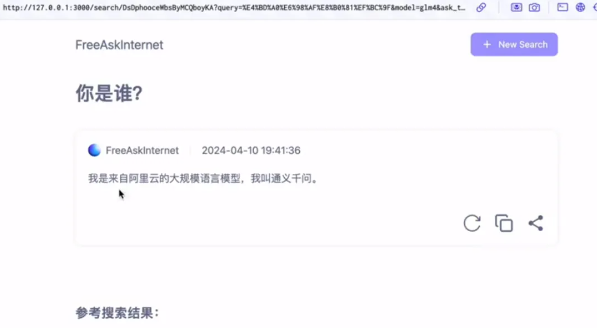 http://127.0.0.1:3000/search/DsDphooceWbsByMCQboyKA?query=%E4%BD%A0%E6%98%AF%E8%B0%81%EF%BC%9F&model=glm4&ask_t...
FreeAskInternet
+ New Search
你是谁?
FreeAskInternet
2024-04-10 19:41:36
我是来自阿里云的大规模语言模型，我叫通义千问。
参考搜索结果：